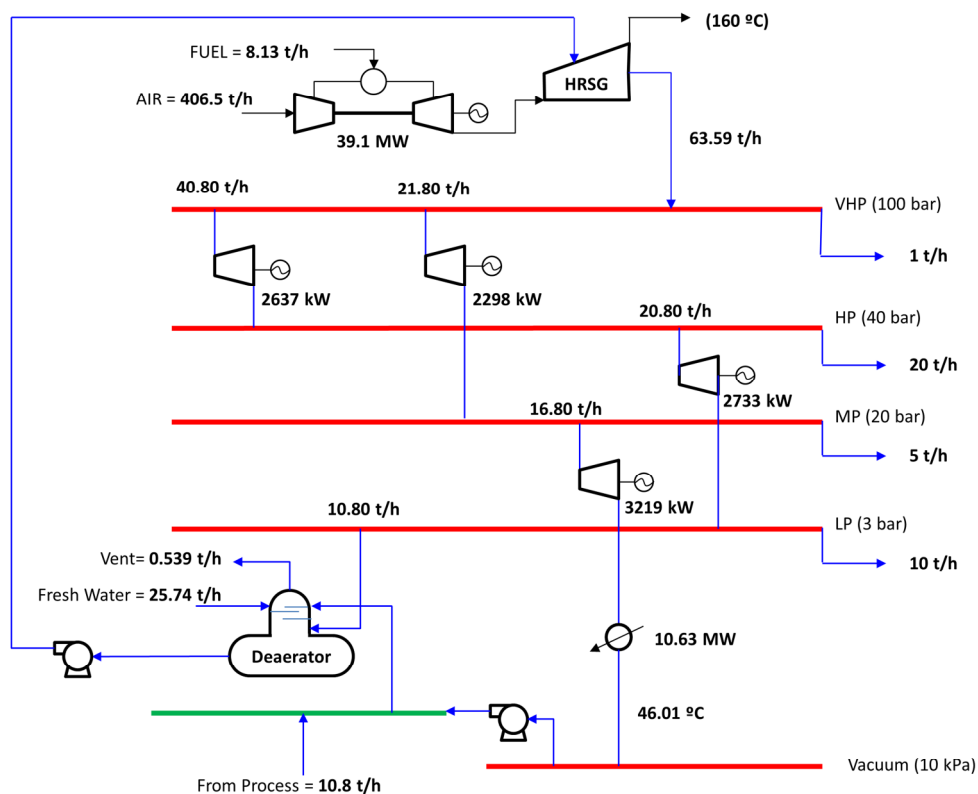 (160 ºC)
FUEL = 8.13 t/h
HRSG
AIR = 406.5 t/h
39.1 MW
63.59 t/h
40.80 t/h
21.80 t/h
VHP (100 bar)
1 t/h
2637 kW
2298 kW
20.80 t/h
HP (40 bar)
20 t/h
2733 kW
16.80 t/h
MP (20 bar)
5 t/h
3219 kW
10.80 t/h
LP (3 bar)
Vent= 0.539 t/h
10 t/h
Fresh Water = 25.74 t/h
10.63 MW
Deaerator
46.01 ºC
From Process = 10.8 t/h
Vacuum (10 kPa)